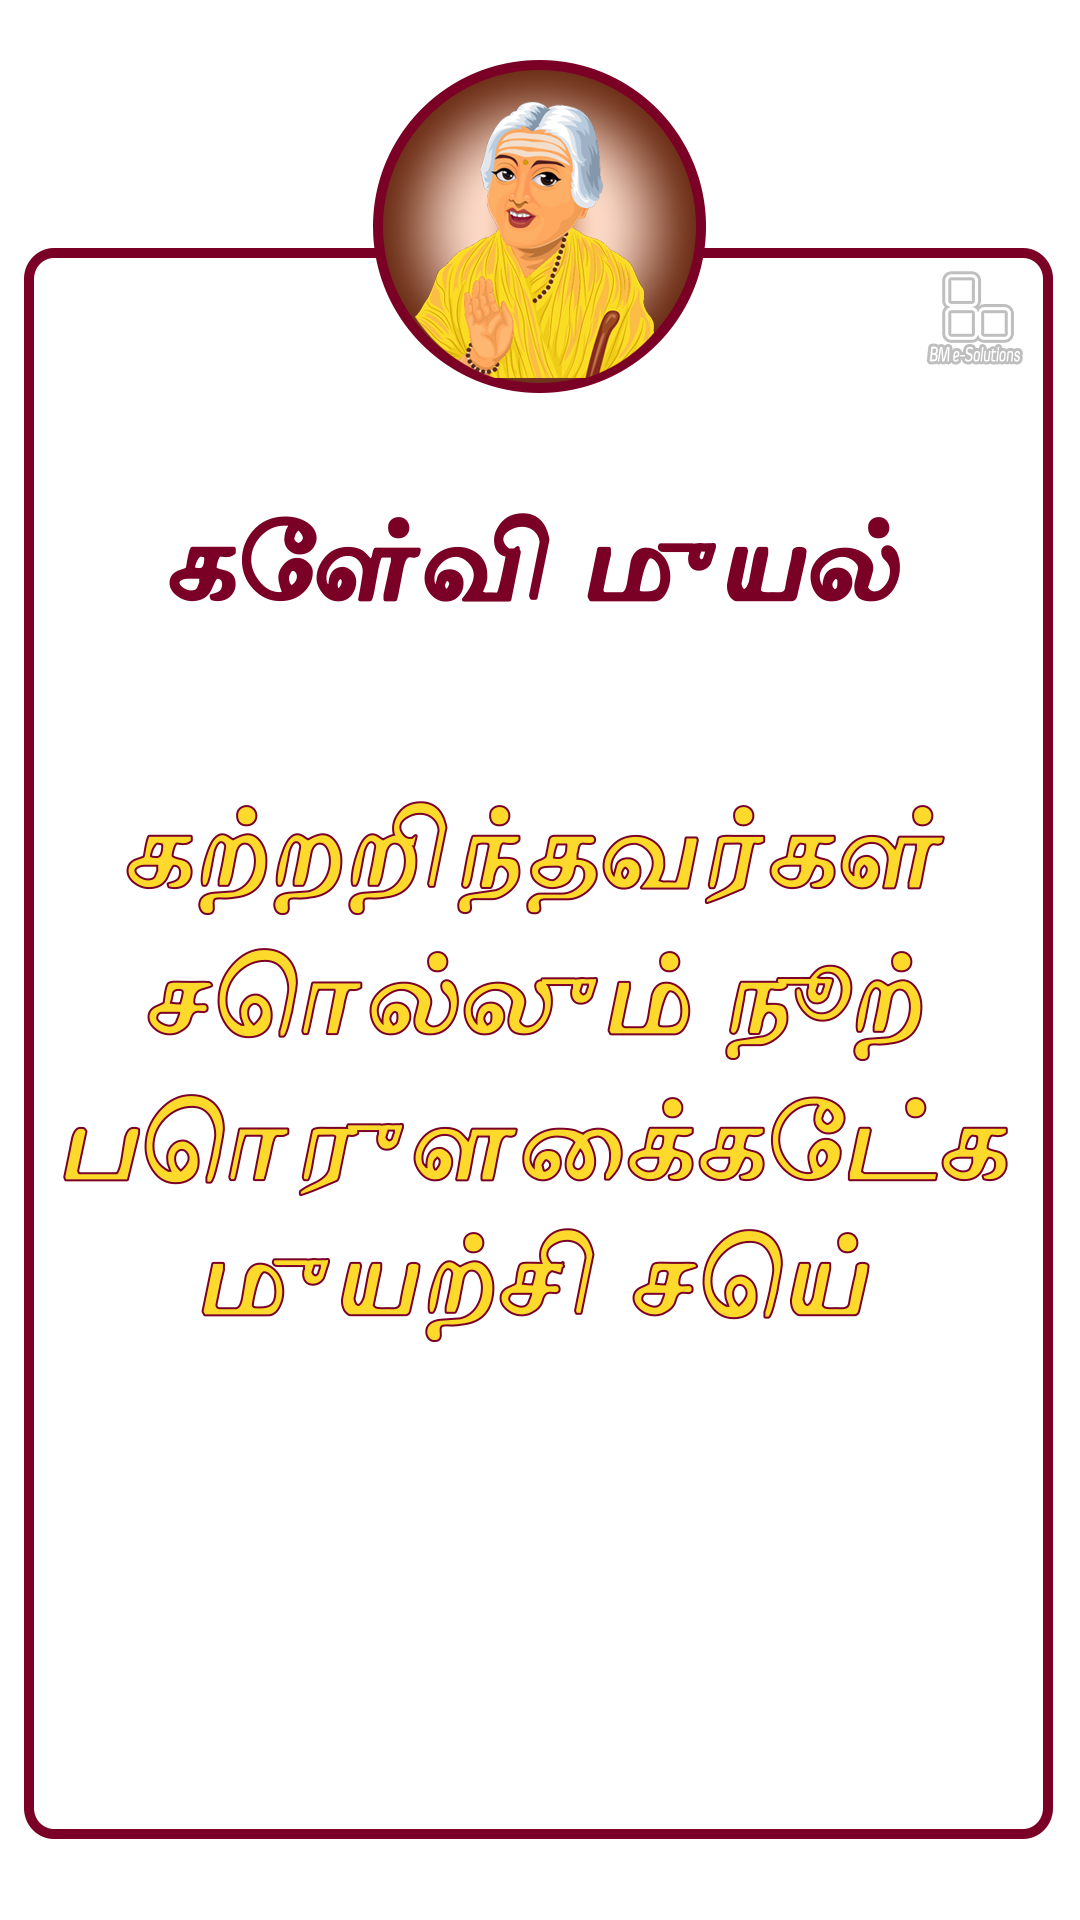 BM e-Solutions
கேள்வி முயல்
கற்றறிந்தவர்கள்
சொல்லும் நூற்
பொருளைக்கேட்க
முயற்சி செய்